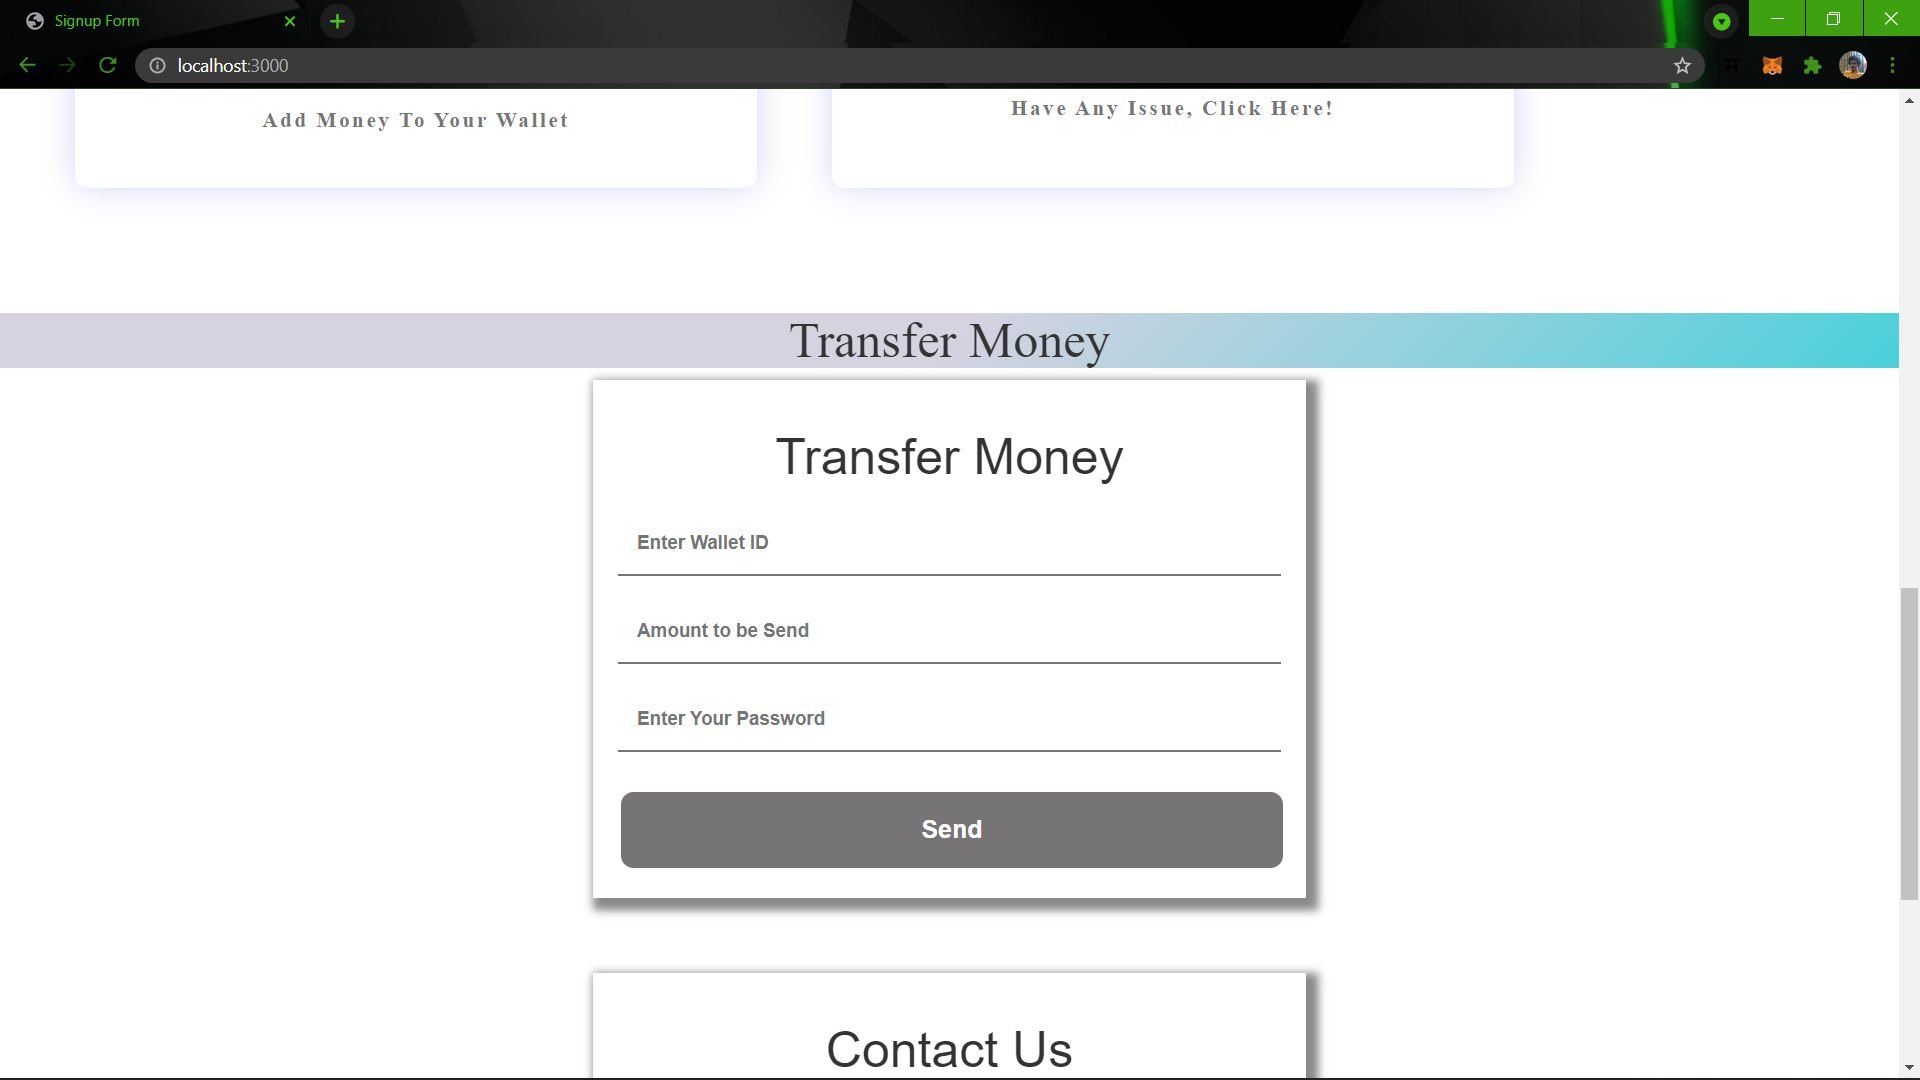 Signup Form
localhost:3000
Add Money To Your Wallet
Have Any Issue, Click Here!
Transfer Money
Transfer Money
Enter Wallet ID
Amount to be Send
Enter Your Password
Send
Contact Us